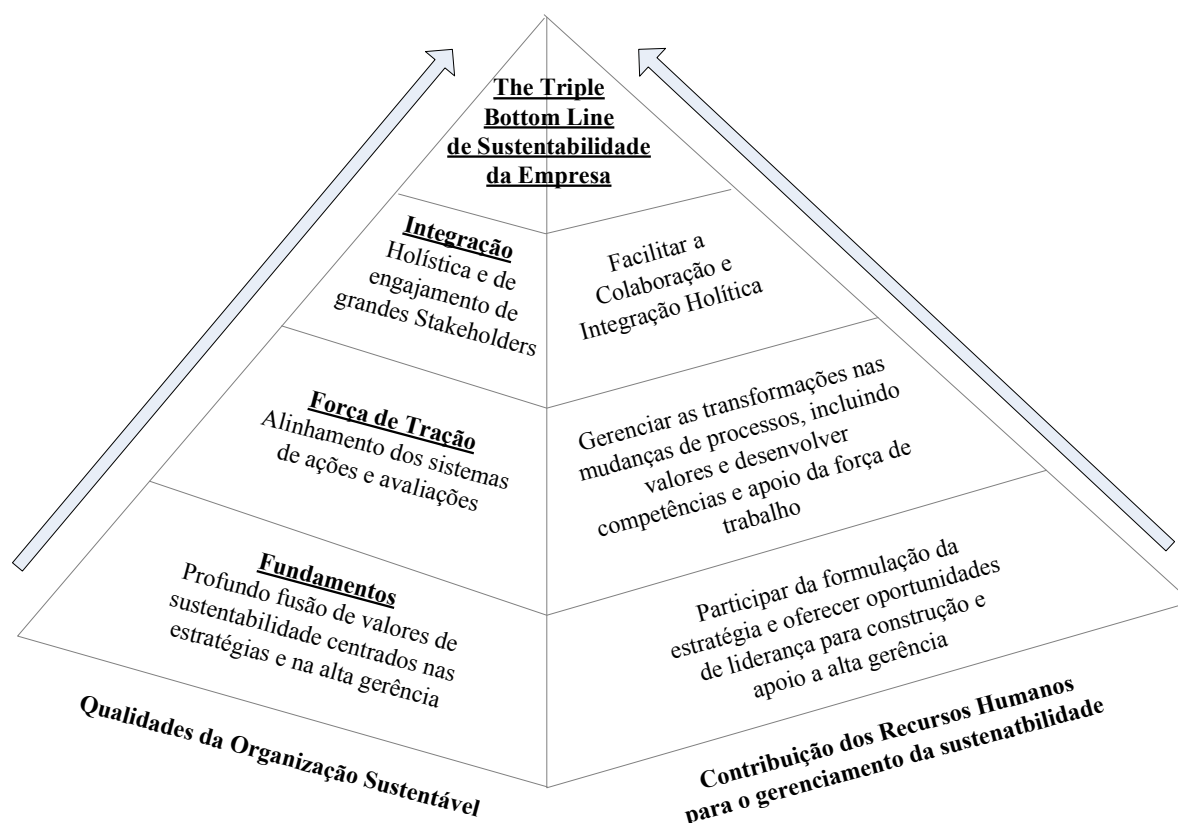 The Triple
Bottom Line
de Sustentabilidade
da Empresa
Integração
Holística e de
engajamento de
grandes Stakeholders
Facilitar a
Colaboração e
Integração Holítica
Força de Tração
Alinhamento dos sistemas
de ações e avaliações
Gerenciar as transformações nas
mudanças de processos, incluindo
valores e desenvolver
competências e apoio da força de
trabalho
Fundamentos
Profundo fusão de valores de
sustentabilidade centrados nas
estratégias e na alta gerência
Participar da formulação da
estratégia e oferecer oportunidades
de liderança para construção e
apoio a alta gerência
Qualidades da Organização Sustentável
Contribuição dos Recursos Humanos
para o gerenciamento da sustenatbilidade